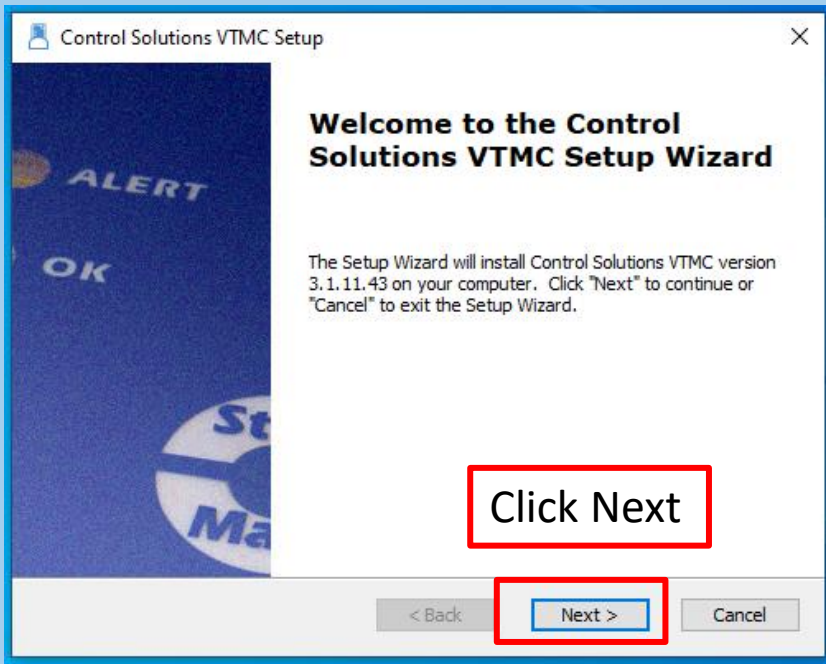 Control Solutions VTMC Setup
Welcome to the Control
Solutions VTMC Setup Wizard
ALERT
OK
The Setup Wizard will install Control Solutions VTMC version
3.1.11.43 on your computer. Click "Next" to continue or
"Cancel" to exit the Setup Wizard.
St
Ma
Click Next
< Back
Next >
Cancel